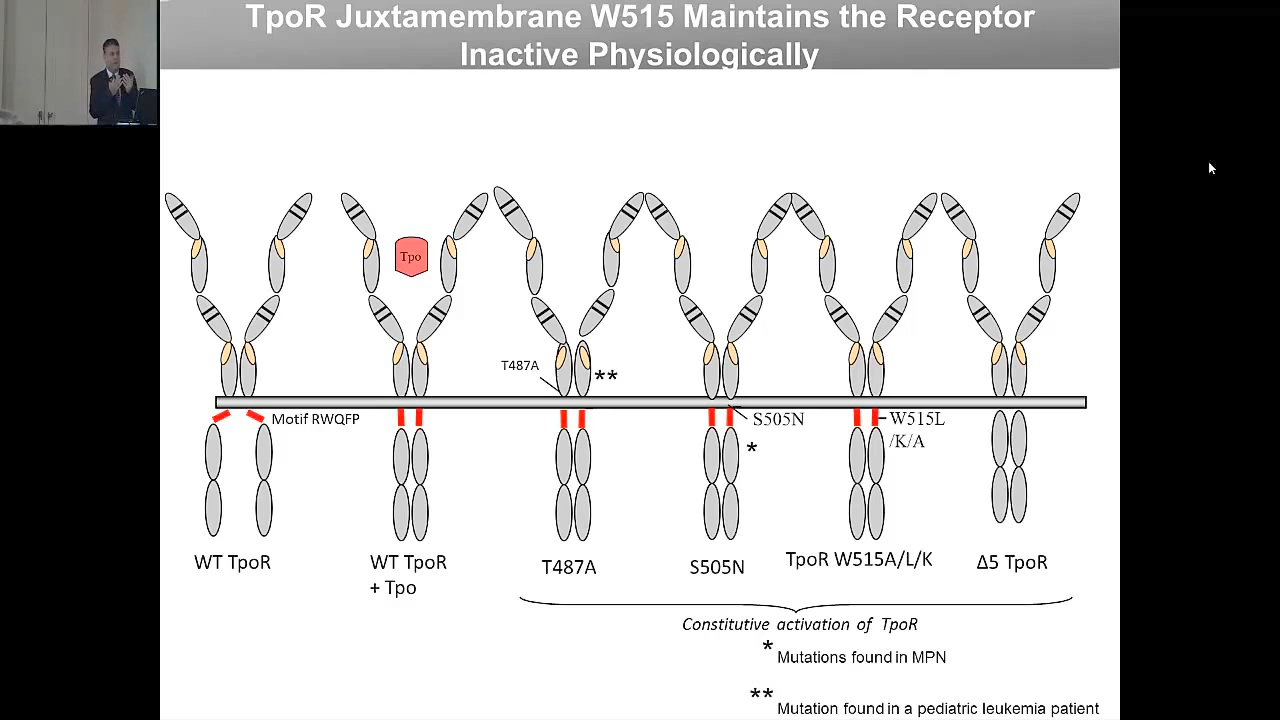 TpoR Juxtamembrane W515 Maintains the Receptor
Inactive Physiologically
Tpo
T487A
**
Motif RWQFP
S505N
*
W515L
/K/A
WT TpoR
WT TpoR
+ Tpo
T487A
S505N
TpoR W515A/L/K
Δ5 TpoR
Constitutive activation of TpoR
* Mutations found in MPN
** Mutation found in a pediatric leukemia patient